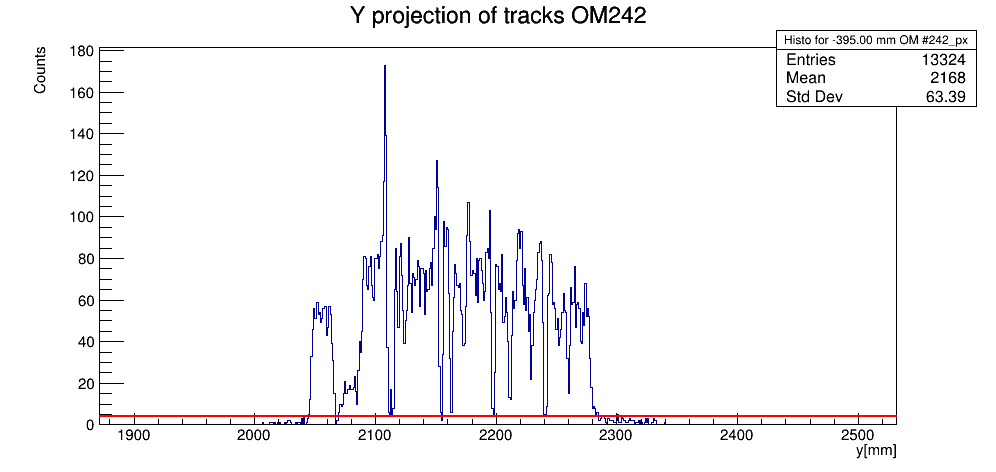 Y projection of tracks OM242
Histo for -395.00 mm OM #242_px
Entries 13324
Mean 2168
Std Dev 63.39
Counts
180
160
140
120
100
80
60
40
20
0
1900 2000 2100 2200 2300 2400 2500
y[mm]